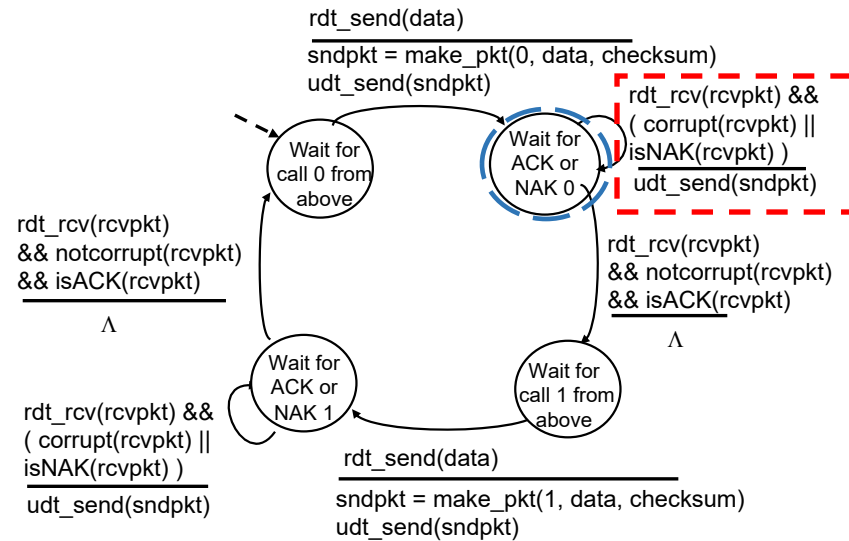 rdt_send(data)
sndpkt = make_pkt(0, data, checksum)
udt_send(sndpkt)
Wait for
call 0 from
above
Wait for
ACK or
NAK 0
rdt_rcv(rcvpkt) &&
( corrupt(rcvpkt) ||
isNAK(rcvpkt) )
udt_send(sndpkt)
rdt_rcv(rcvpkt)
&& notcorrupt(rcvpkt)
&& isACK(rcvpkt)
Λ
rdt_rcv(rcvpkt)
&& notcorrupt(rcvpkt)
&& isACK(rcvpkt)
Λ
Wait for
ACK or
NAK 1
Wait for
call 1 from
above
rdt_rcv(rcvpkt) &&
( corrupt(rcvpkt) ||
isNAK(rcvpkt) )
udt_send(sndpkt)
rdt_send(data)
sndpkt = make_pkt(1, data, checksum)
udt_send(sndpkt)